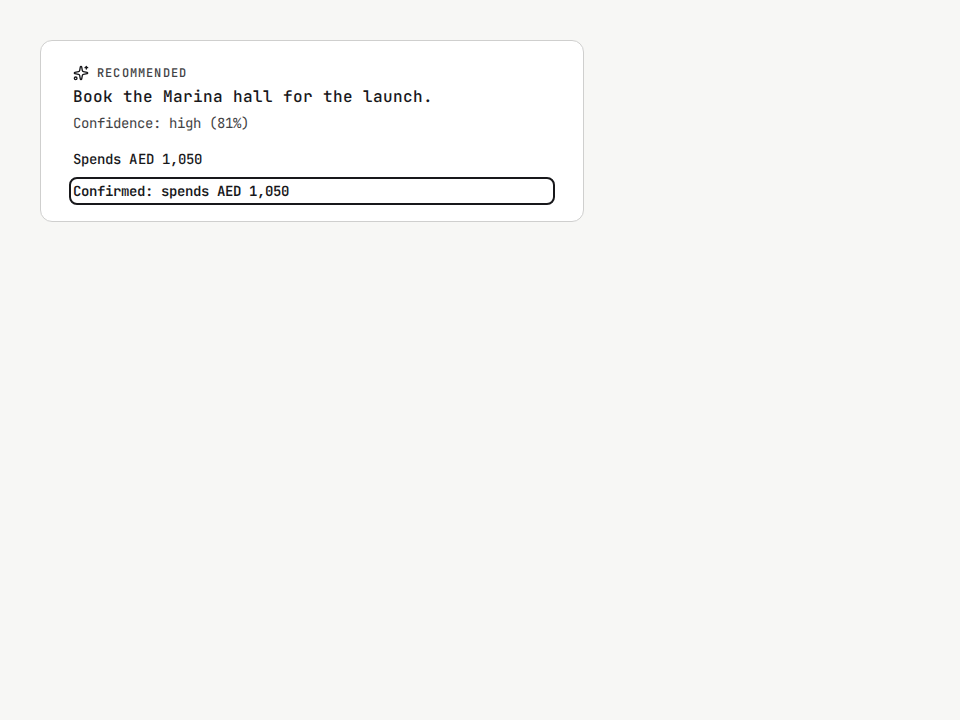 RECOMMENDED
Book the Marina hall for the launch.
Confidence: high (81%)
Spends AED 1,050
Confirmed: spends AED 1,050